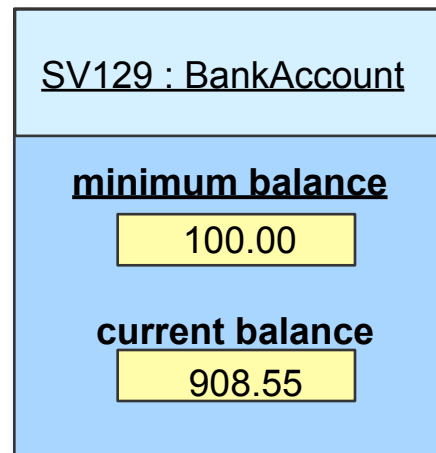 SV129 : BankAccount
minimum balance
100.00
current balance
908.55